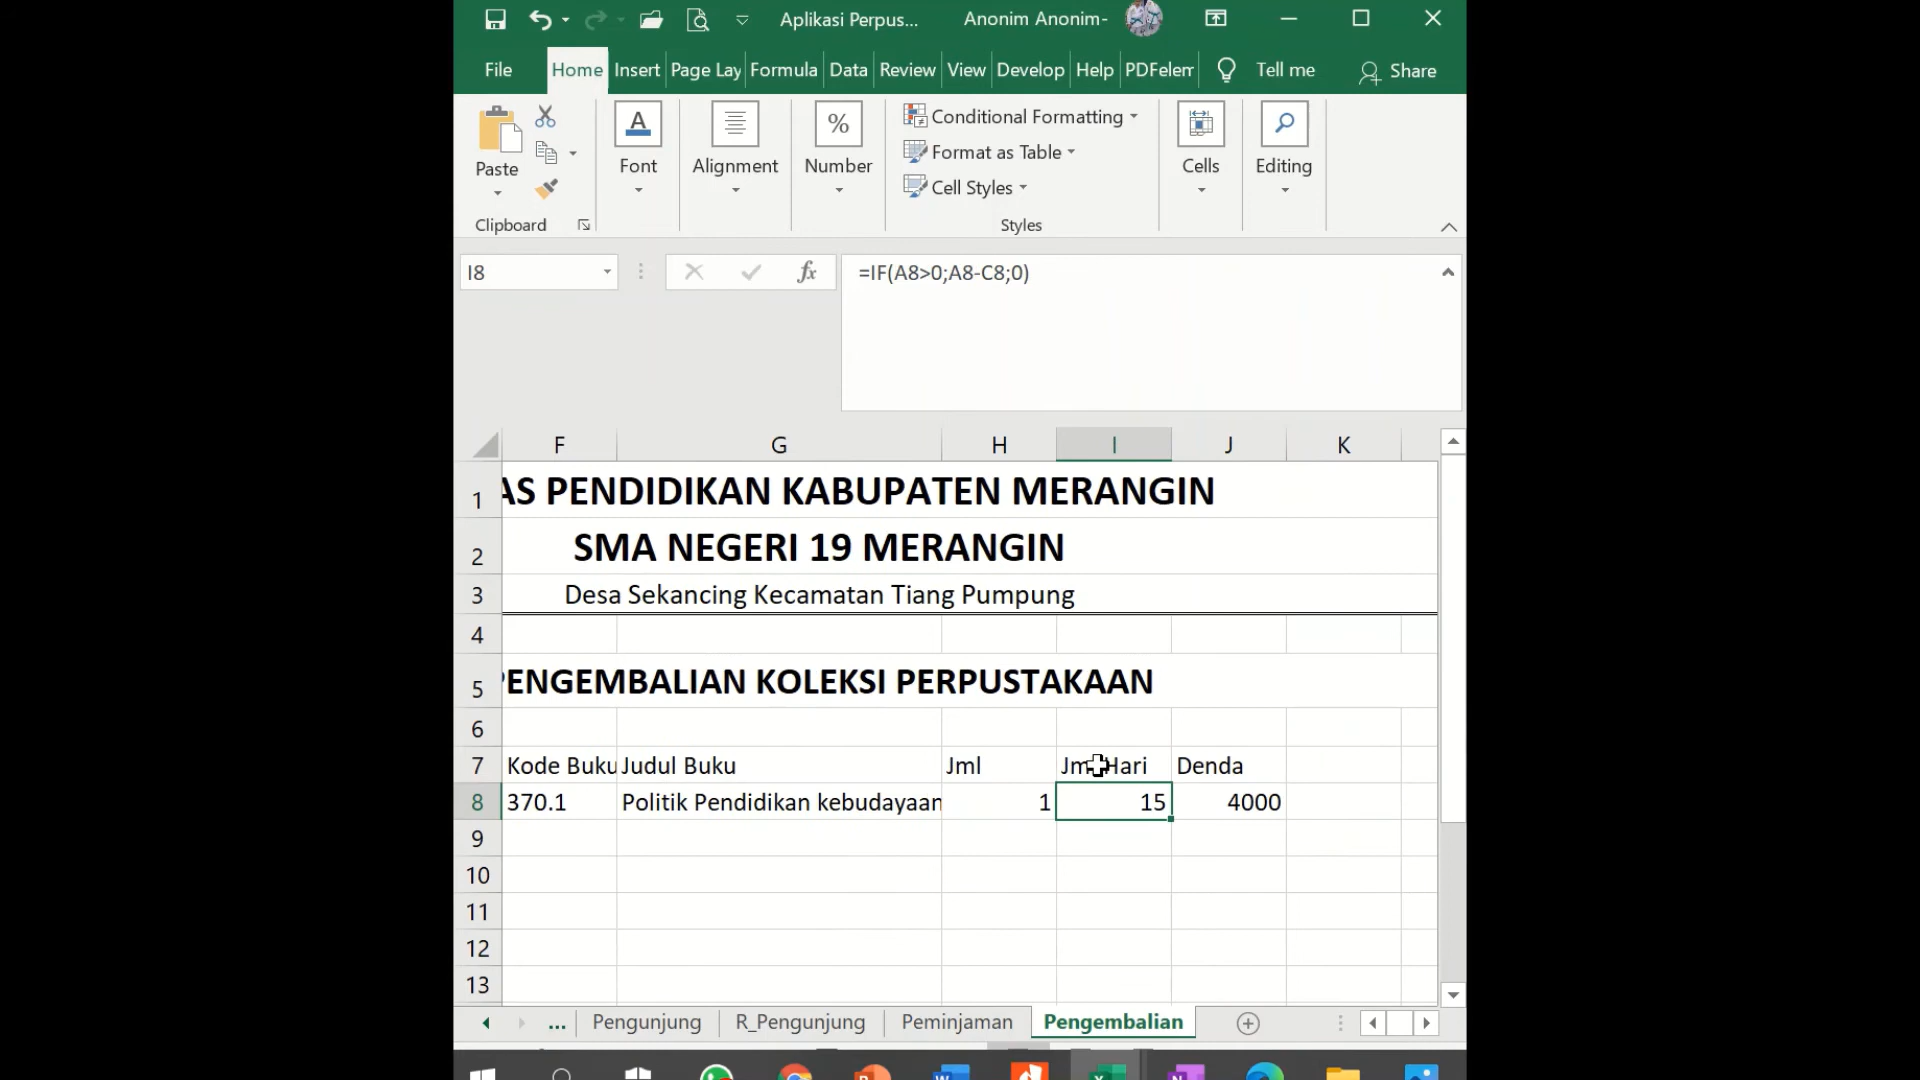 Aplikasi Perpus... Anonim Anonim-
File Home Insert Page Lay Formula Data Review View Develop Help PDFelem Tell me Share
Paste Font Alignment % Number Conditional Formatting Format as Table Cell Styles Cells Editing
Clipboard Styles
I8 fx =IF(A8>0;A8-C8;0)
F G H I J K
1 AS PENDIDIKAN KABUPATEN MERANGIN
2 SMA NEGERI 19 MERANGIN
3 Desa Sekancing Kecamatan Tiang Pumpung
4
5 PENGEMBALIAN KOLEKSI PERPUSTAKAAN
6
7 Kode Buku Judul Buku Jml Jml Hari Denda
8 370.1 Politik Pendidikan kebudayaan 1 15 4000
9
10
11
12
13
... Pengunjung R_Pengunjung Peminjaman Pengembalian